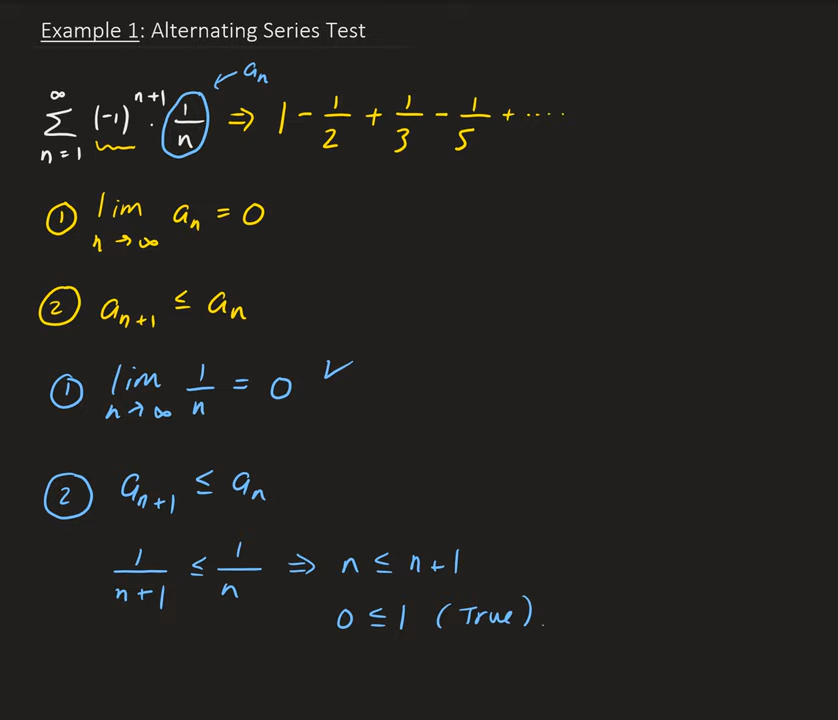 Example 1: Alternating Series Test
∞ ∑ n=1 (-1)^(n+1) · 1/n ← aₙ ⇒ 1 - 1/2 + 1/3 - 1/5 + ....
① lim n→∞ aₙ = 0
② aₙ₊₁ ≤ aₙ
① lim n→∞ 1/n = 0 ✓
② aₙ₊₁ ≤ aₙ
1/(n+1) ≤ 1/n ⇒ n ≤ n+1
0 ≤ 1 (True).